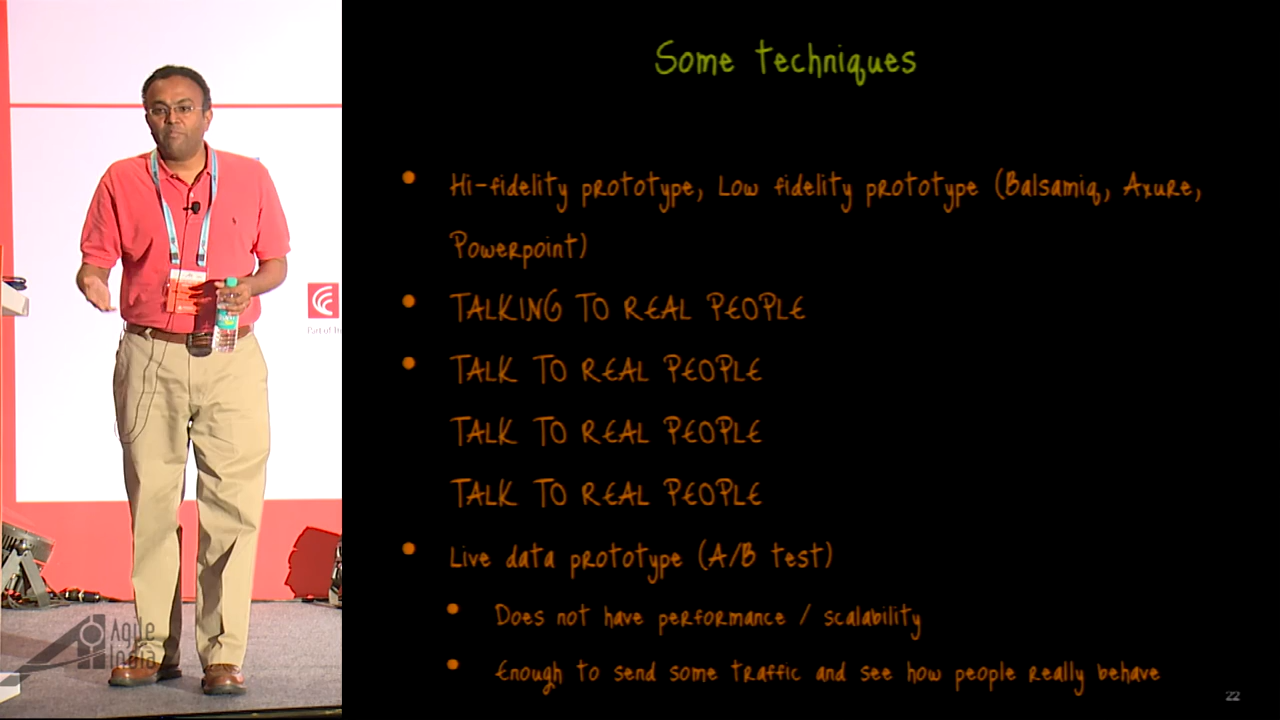 Some techniques
Hi-fidelity prototype, Low fidelity prototype (Balsamiq, Axure,
Powerpoint)
TALKING TO REAL PEOPLE
TALK TO REAL PEOPLE
TALK TO REAL PEOPLE
TALK TO REAL PEOPLE
Live data prototype (A/B test)
Does not have performance / scalability
Enough to send some traffic and see how people really behave
22
Part of
Agile
India